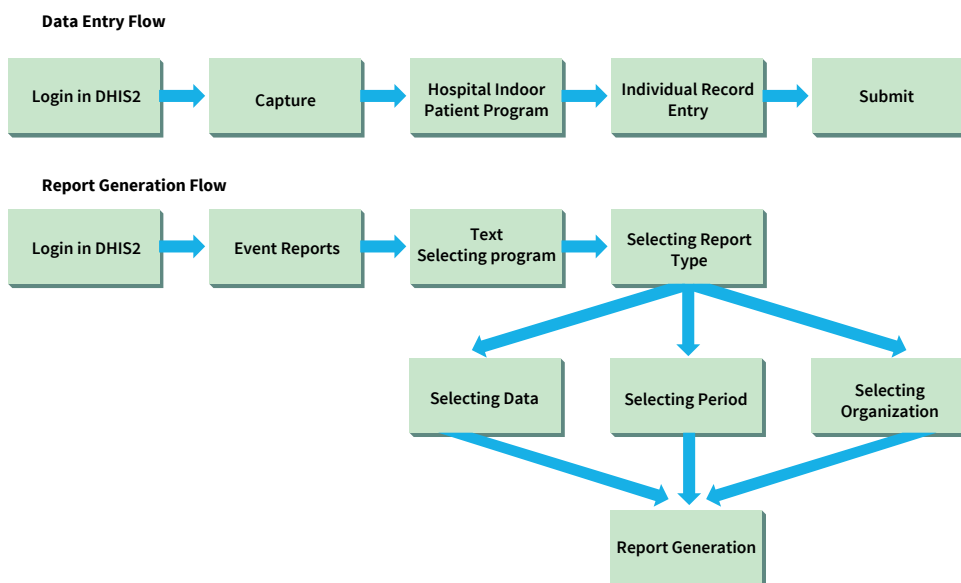 Data Entry Flow
Login in DHIS2
Capture
Hospital Indoor
Patient Program
Individual Record
Entry
Submit
Report Generation Flow
Login in DHIS2
Event Reports
Text
Selecting program
Selecting Report
Type
Selecting Data
Selecting Period
Selecting
Organization
Report Generation